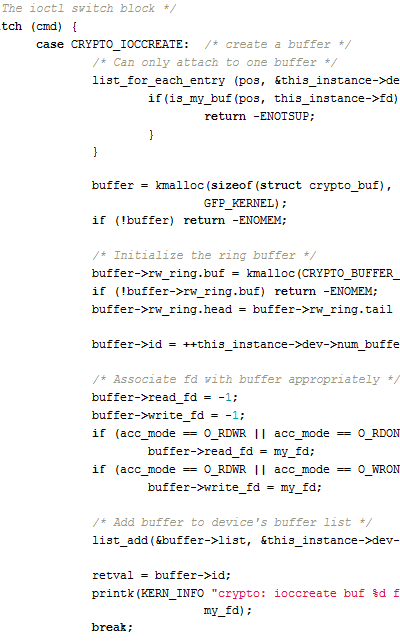 The ioctl switch block */
tch (cmd) {
case CRYPTO_IOCCREATE: /* create a buffer */
/* Can only attach to one buffer */
list_for_each_entry (pos, &this_instance->de
if(is_my_buf(pos, this_instance->fd)
return -ENOTSUP;
}
}
buffer = kmalloc(sizeof(struct crypto_buf),
GFP_KERNEL);
if (!buffer) return -ENOMEM;
/* Initialize the ring buffer */
buffer->rw_ring.buf = kmalloc(CRYPTO_BUFFER_
if (!buffer->rw_ring.buf) return -ENOMEM;
buffer->rw_ring.head = buffer->rw_ring.tail
buffer->id = ++this_instance->dev->num_buffe
/* Associate fd with buffer appropriately */
buffer->read_fd = -1;
buffer->write_fd = -1;
if (acc_mode == O_RDWR || acc_mode == O_RDON
buffer->read_fd = my_fd;
if (acc_mode == O_RDWR || acc_mode == O_WRON
buffer->write_fd = my_fd;
/* Add buffer to device's buffer list */
list_add(&buffer->list, &this_instance->dev-
retval = buffer->id;
printk(KERN_INFO "crypto: ioccreate buf %d f
my_fd);
break;